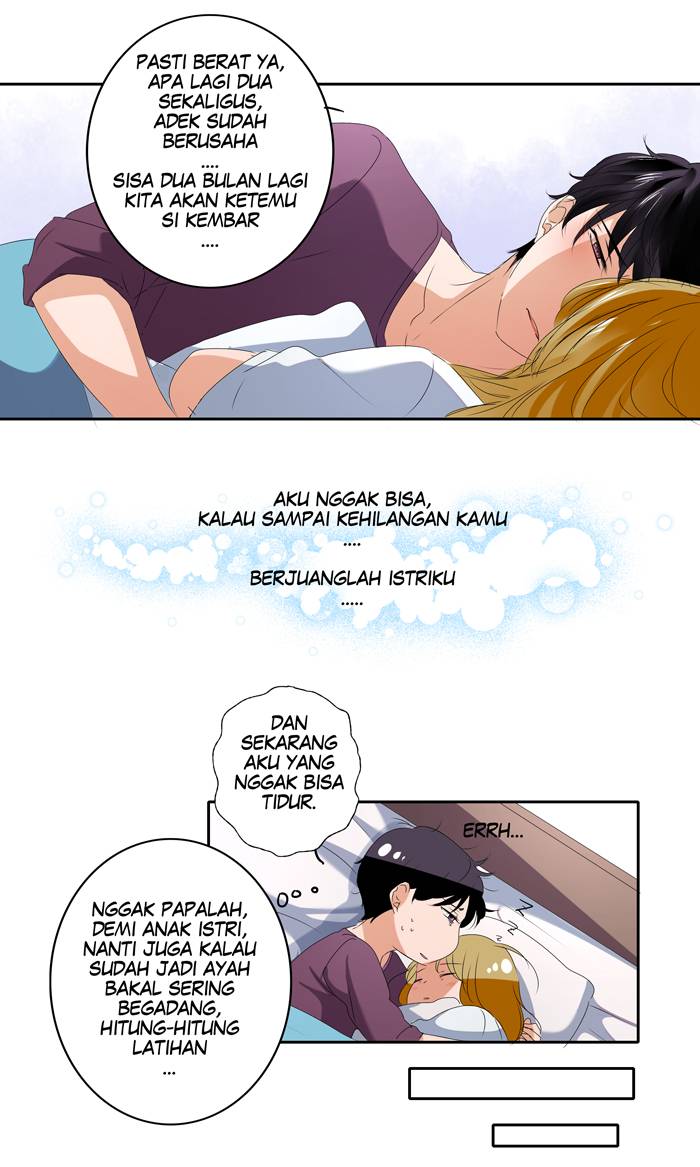 PASTI BERAT YA,
APA LAGI DUA
SEKALIGUS,
ADEK SUDAH
BERUSAHA
....
SISA DUA BULAN LAGI
KITA AKAN KETEMU
SI KEMBAR
....
AKU NGGAK BISA,
KALAU SAMPAI KEHILANGAN KAMU
....
BERJUANGLAH ISTRIKU
.....
DAN
SEKARANG
AKU YANG
NGGAK BISA
TIDUR.
ERRH...
NGGAK PAPALAH,
DEMI ANAK ISTRI,
NANTI JUGA KALAU
SUDAH JADI AYAH
BAKAL SERING
BEGADANG,
HITUNG-HITUNG
LATIHAN
...